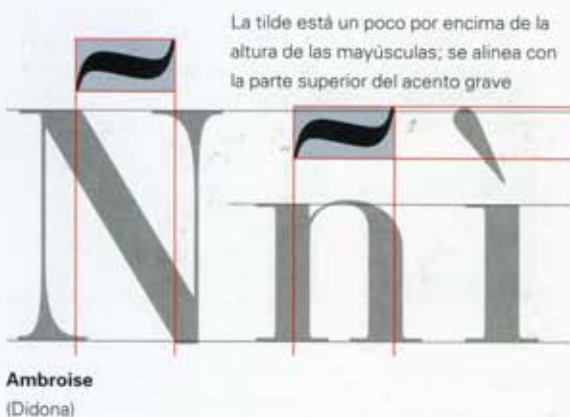 La tilde está un poco por encima de la
altura de las mayúsculas; se alinea con
la parte superior del acento grave
Ñ ñ ì
Ambroise
(Didona)